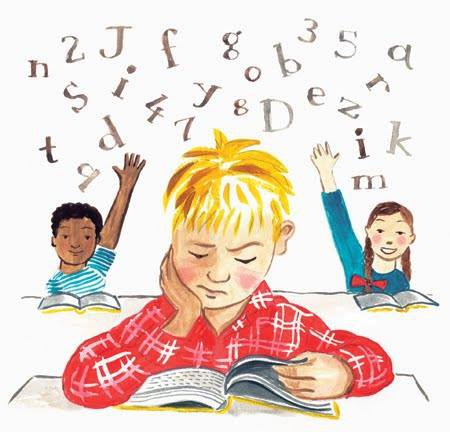 n 2 J f g o b 3 5 q
S i 4 7 y 8 D e z r
t d i k
m